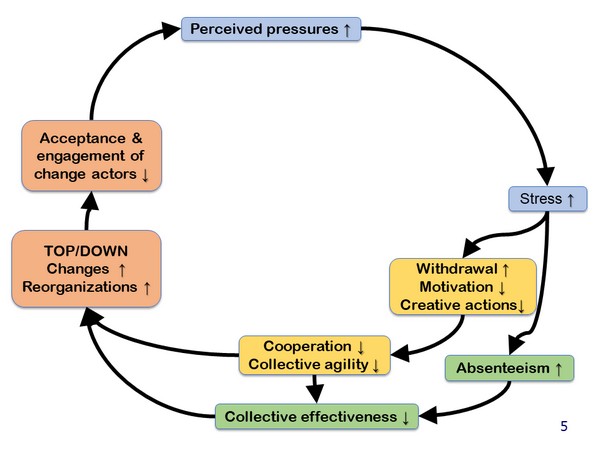 Perceived pressures ↑
Acceptance &
engagement of
change actors ↓
Stress ↑
TOP/DOWN
Changes ↑
Reorganizations ↑
Withdrawal ↑
Motivation ↓
Creative actions↓
Cooperation ↓
Collective agility ↓
Absenteeism ↑
Collective effectiveness ↓
5